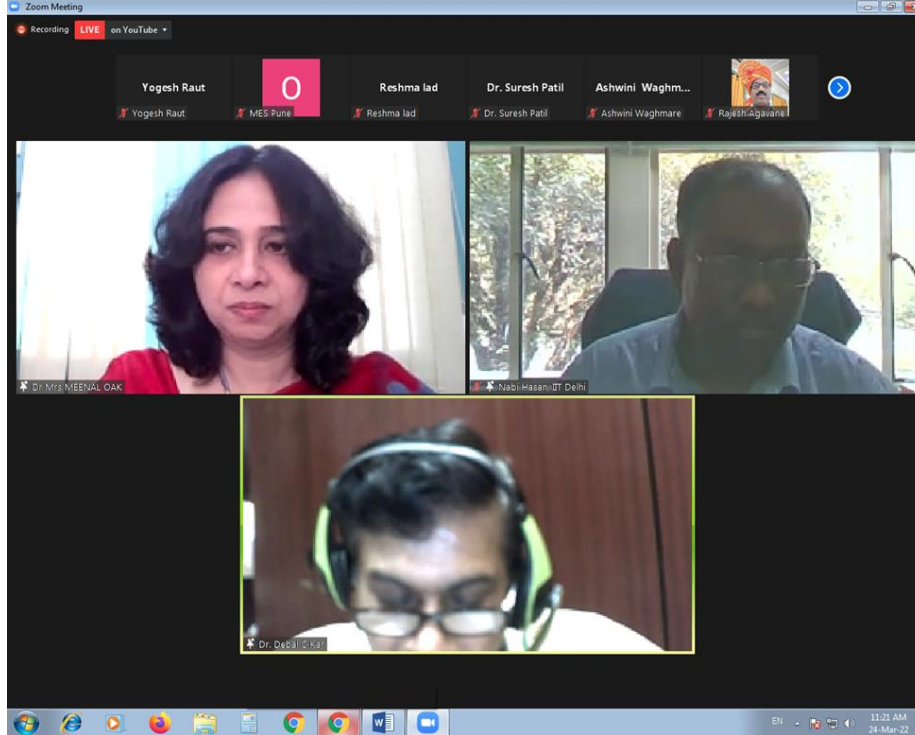 Zoom Meeting
Recording LIVE on YouTube
Yogesh Raut
Yogesh Raut
O
MES Pune
Reshma lad
Reshma lad
Dr. Suresh Patil
Dr. Suresh Patil
Ashwini Waghm...
Ashwini Waghmare
Rajesh Agavane
Dr Mrs MEENAL OAK
Nabi Hasan IIT Delhi
Dr. Debal C Kar
W
EN
11:21 AM
24-Mar-22